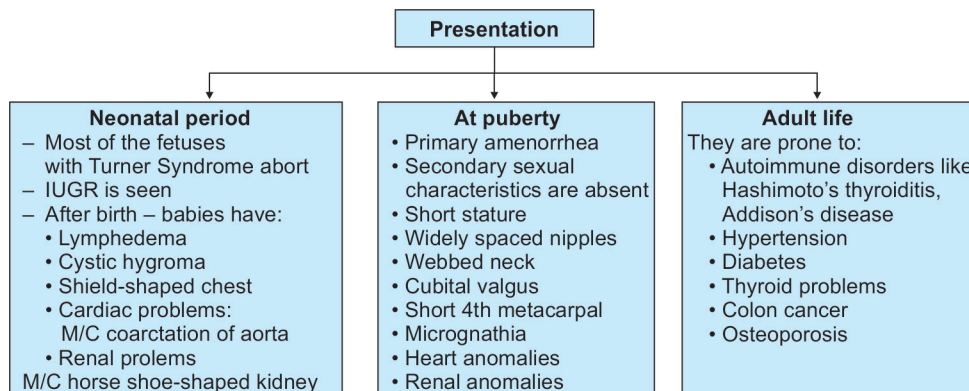 Presentation
Neonatal period
– Most of the fetuses
with Turner Syndrome abort
– IUGR is seen
– After birth – babies have:
• Lymphedema
• Cystic hygroma
• Shield-shaped chest
• Cardiac problems:
M/C coarctation of aorta
• Renal prolems
M/C horse shoe-shaped kidney
At puberty
• Primary amenorrhea
• Secondary sexual
characteristics are absent
• Short stature
• Widely spaced nipples
• Webbed neck
• Cubital valgus
• Short 4th metacarpal
• Micrognathia
• Heart anomalies
• Renal anomalies
Adult life
They are prone to:
• Autoimmune disorders like
Hashimoto’s thyroiditis,
Addison’s disease
• Hypertension
• Diabetes
• Thyroid problems
• Colon cancer
• Osteoporosis